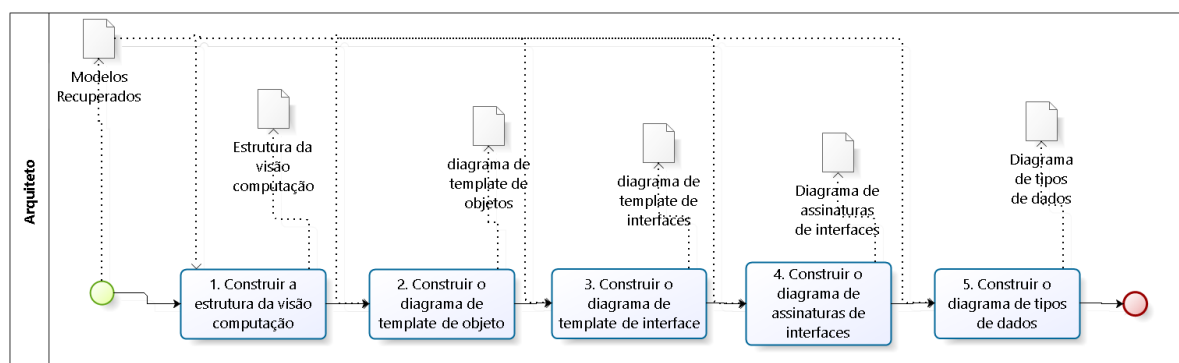 Arquiteto
Modelos
Recuperados
Estrutura da
visão
computação
diagrama de
template de
objetos
diagrama de
template de
interfaces
Diagrama de
assinaturas
de interfaces
Diagrama
de tipos
de dados
1. Construir a
estrutura da visão
computação
2. Construir o
diagrama de
template de objeto
3. Construir o
diagrama de
template de interface
4. Construir o
diagrama de
assinaturas de
interfaces
5. Construir o
diagrama de tipos
de dados